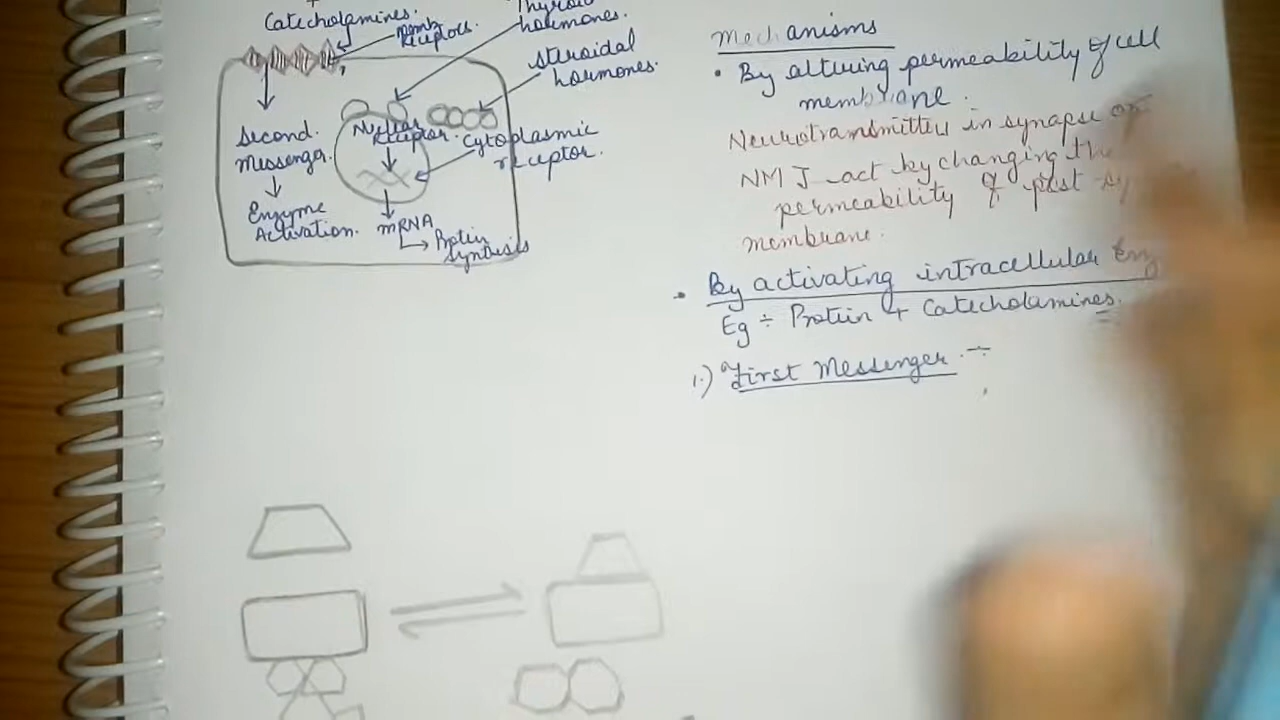 Catecholamines.
memb
receptors.
Thyroid
hormones.
steroidal
hormones.
Second
Messenger.
Nuclear
Receptor.
Cytoplasmic
receptor.
Enzyme
Activation.
mRNA
Protein
synthesis
Mechanisms
• By altering permeability of cell
membrane.
Neurotransmitters in synapse or
NMJ act by changing the
permeability of post
membrane.
• By activating intracellular
Eg ÷ Protein + Catecholamines.
1.) First Messenger :-